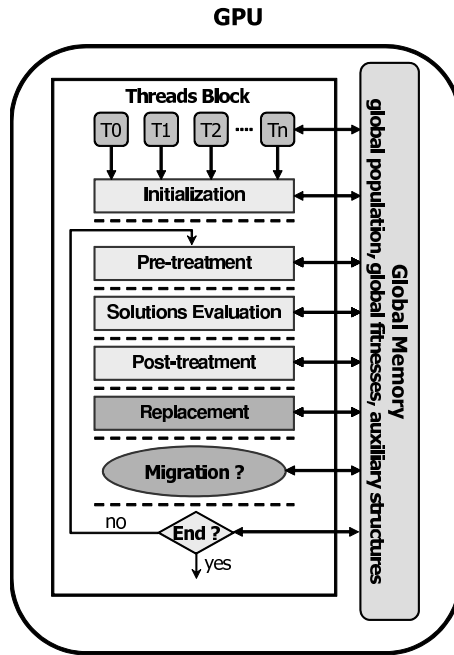 GPU
Threads Block
T0 T1 T2 ···· Tn
Initialization
Pre-treatment
Solutions Evaluation
Post-treatment
Replacement
Migration ?
no
End ?
yes
Global Memory
global population, global fitnesses, auxiliary structures